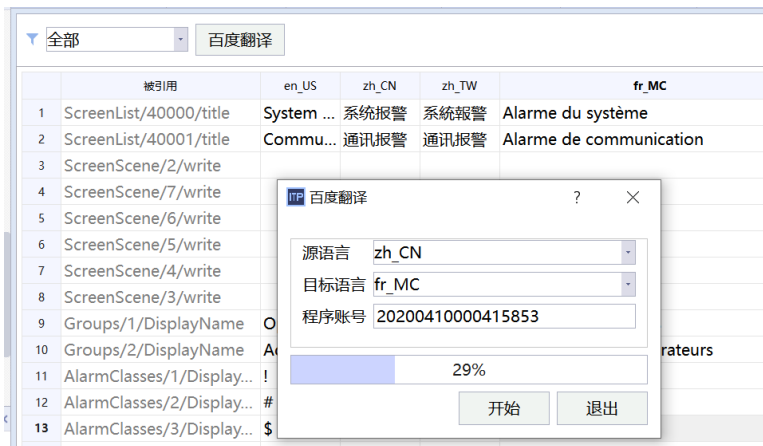 全部 百度翻译
被引用 en_US zh_CN zh_TW fr_MC
1 ScreenList/40000/title System ... 系统报警 系統報警 Alarme du système
2 ScreenList/40001/title Commu... 通讯报警 通讯报警 Alarme de communication
3 ScreenScene/2/write
4 ScreenScene/7/write
5 ScreenScene/6/write
6 ScreenScene/5/write
7 ScreenScene/4/write
8 ScreenScene/3/write
9 Groups/1/DisplayName O
10 Groups/2/DisplayName A rateurs
11 AlarmClasses/1/Display... !
12 AlarmClasses/2/Display... #
13 AlarmClasses/3/Display... $
ITP 百度翻译 ?
源语言 zh_CN
目标语言 fr_MC
程序账号 20200410000415853
29%
开始 退出